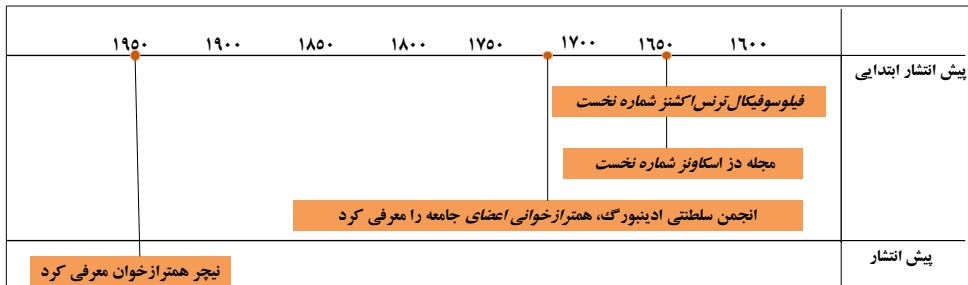 ۱۶۰۰ ۱۶۵۰ ۱۷۰۰ ۱۷۵۰ ۱۸۰۰ ۱۸۵۰ ۱۹۰۰ ۱۹۵۰
پیش انتشار ابتدایی
فیلوسوفیکال‌ترنس‌اکشنز شماره نخست
مجله دز اسکاونز شماره نخست
انجمن سلطنتی ادینبورگ، همترازخوانی اعضای جامعه را معرفی کرد
پیش انتشار
نیچر همترازخوان معرفی کرد